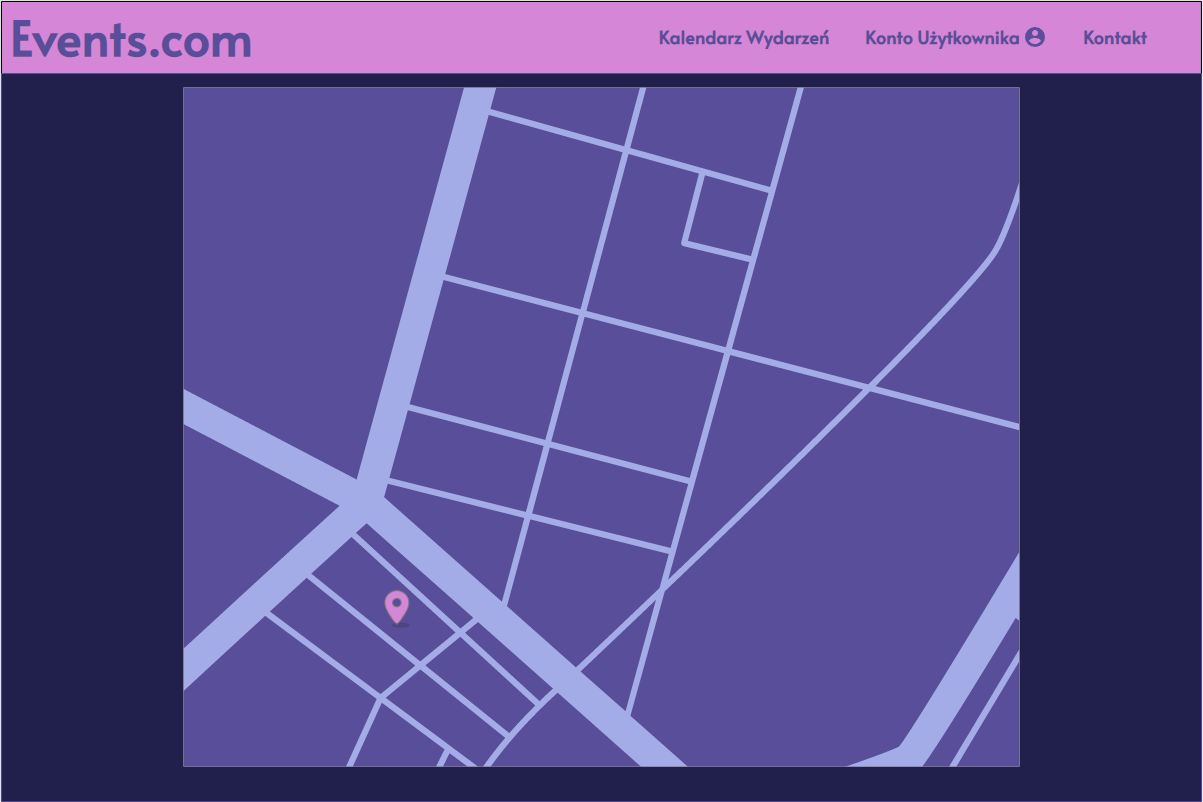 Events.com
Kalendarz Wydarzeń
Konto Użytkownika
Kontakt